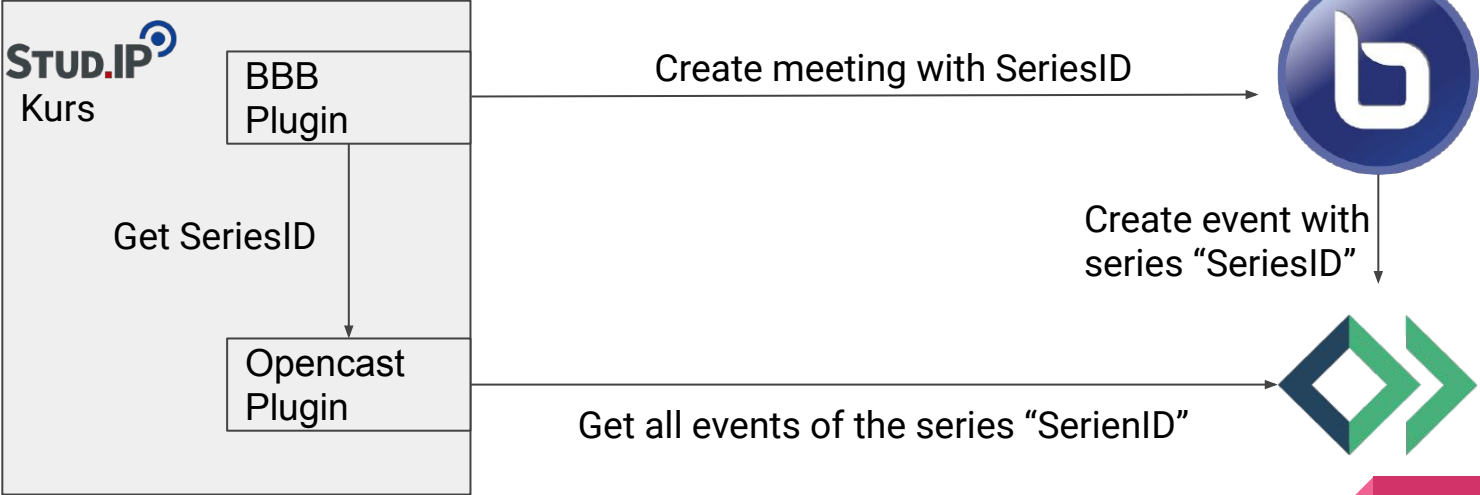 STUD.IP
Kurs
BBB
Plugin
Create meeting with SeriesID
Get SeriesID
Create event with
series “SeriesID”
Opencast
Plugin
Get all events of the series “SerienID”
b